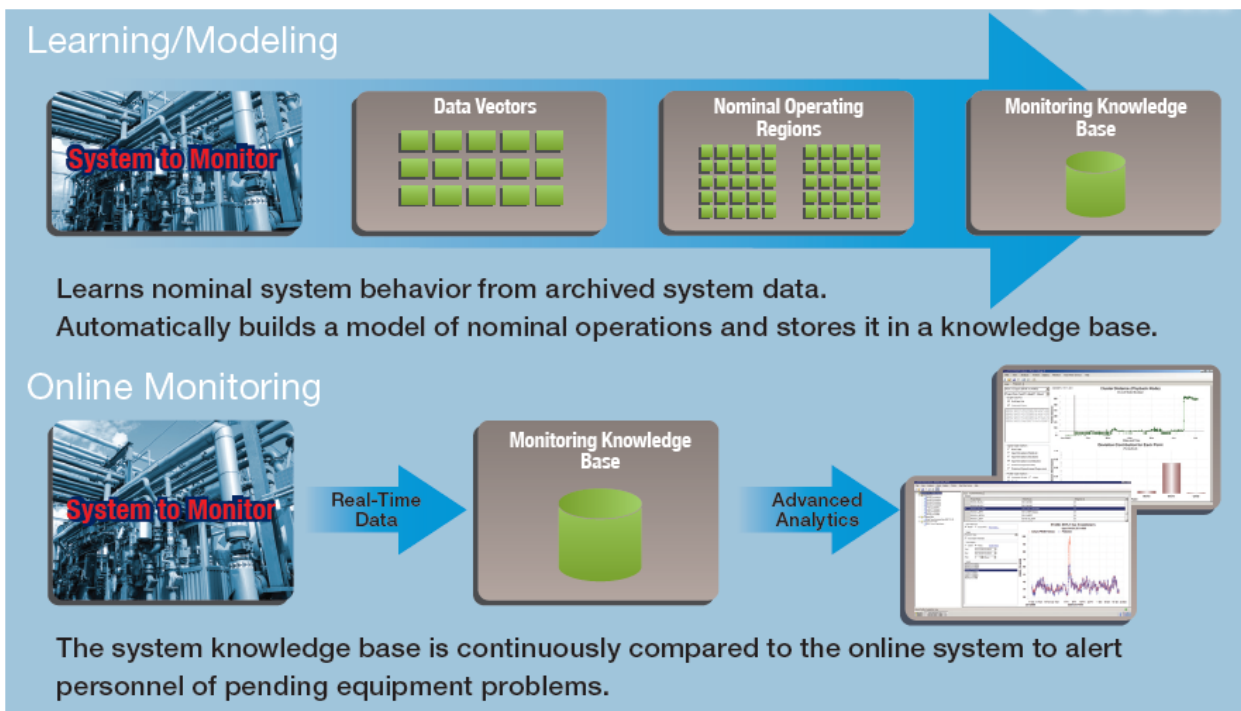 Learning/Modeling
System to Monitor
Data Vectors
Nominal Operating
Regions
Monitoring Knowledge
Base
Learns nominal system behavior from archived system data.
Automatically builds a model of nominal operations and stores it in a knowledge base.
Online Monitoring
System to Monitor
Real-Time
Data
Monitoring Knowledge
Base
Advanced
Analytics
The system knowledge base is continuously compared to the online system to alert
personnel of pending equipment problems.